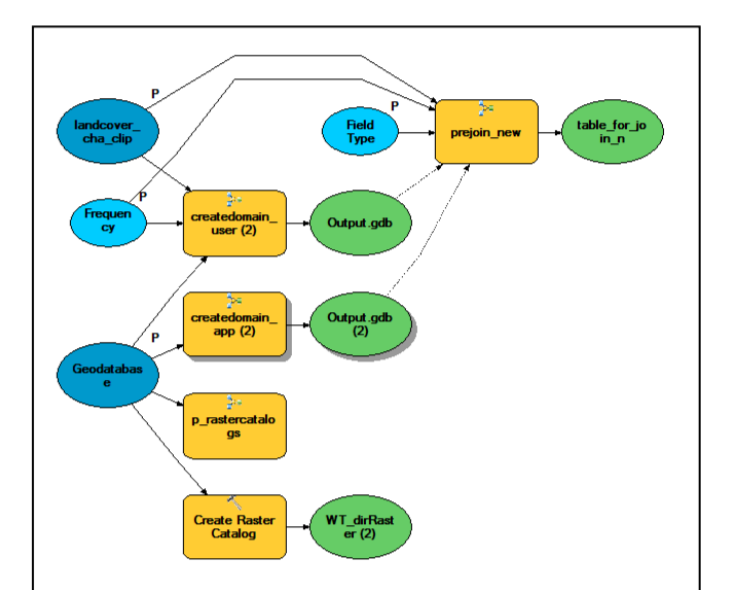 P
landcover_
cha_clip
Field
Type
P
prejoin_new
table_for_jo
in_n
P
Frequen
cy
createdomain_
user (2)
Output.gdb
createdomain_
app (2)
Output.gdb
(2)
P
Geodatabas
e
p_rastercatalo
gs
Create Raster
Catalog
WT_dirRast
er (2)